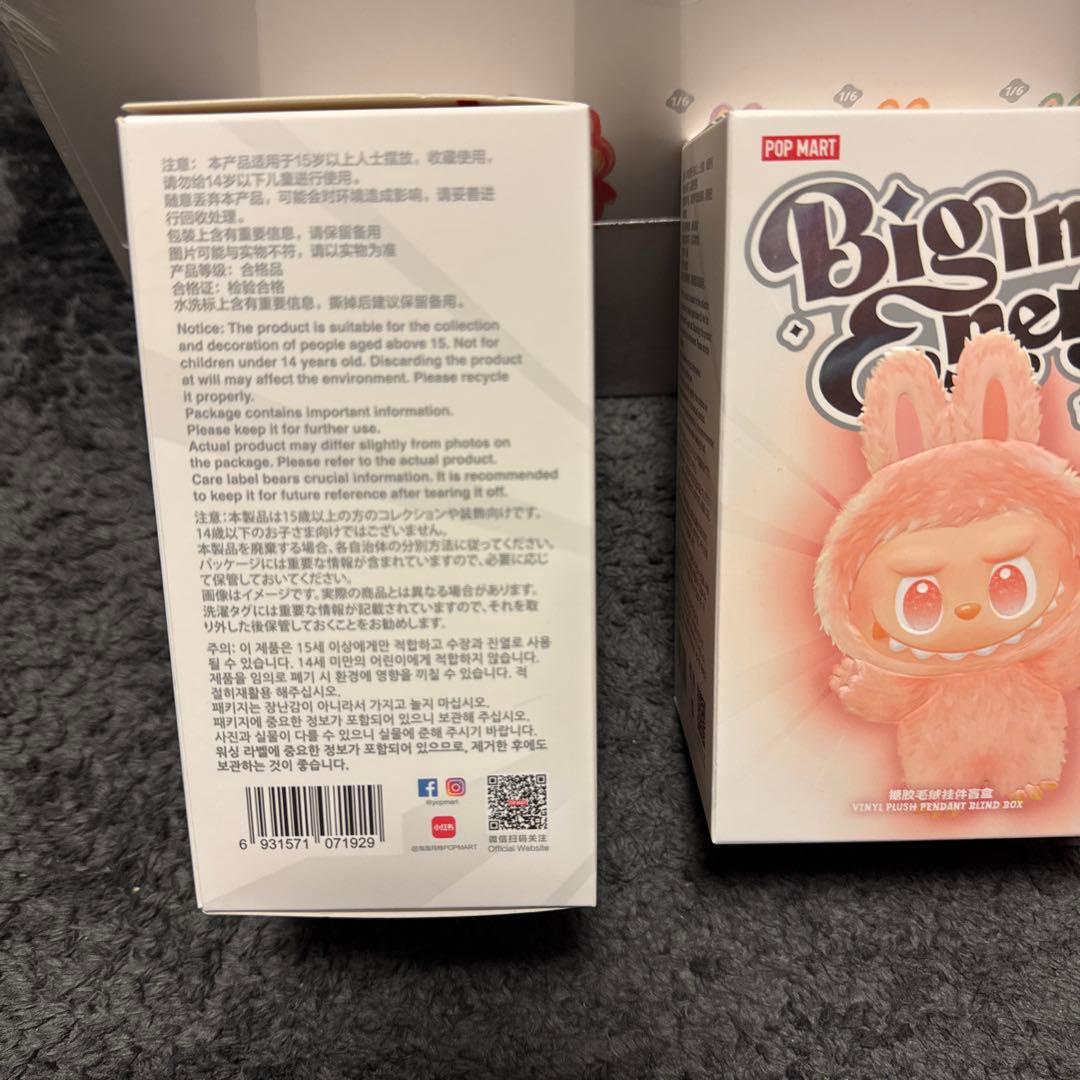 注意：本产品适用于15岁以上人士摆放，收藏使用，
请勿给14岁以下儿童进行使用。
随意丢弃本产品，可能会对环境造成影响，请妥善进
行回收处理。
包装上含有重要信息，请保留备用
图片可能与实物不符，请以实物为准
产品等级：合格品
合格证：检验合格
水洗标上含有重要信息，撕掉后建议保留备用。
Notice: The product is suitable for the collection
and decoration of people aged above 15. Not for
children under 14 years old. Discarding the product
at will may affect the environment. Please recycle
it properly.
Package contains important information.
Please keep it for further use.
Actual product may differ slightly from photos on
the package. Please refer to the actual product.
Care label bears crucial information. It is recommended
to keep it for future reference after tearing it off.
注意：本製品は15歳以上の方のコレクションや装飾向けです。
14歳以下のお子さま向けではございません。
本製品を廃棄する場合、各自治体の分別方法に従ってください。
パッケージには重要な情報が含まれていますので、必要に応じ
て保管しておいてください。
画像はイメージです。実際の商品とは異なる場合があります。
洗濯タグには重要な情報が記載されていますので、それを取
り外した後保管しておくことをお勧めします。
주의: 이 제품은 15세 이상에게만 적합하고 수장과 진열로 사용
될 수 있습니다. 14세 미만의 어린이에게 적합하지 않습니다.
제품을 임의로 폐기 시 환경에 영향을 끼칠 수 있습니다. 적
절히재활용 해주십시오.
패키지는 장난감이 아니라서 가지고 놀지 마십시오.
패키지에 중요한 정보가 포함되어 있으니 보관해 주십시오.
사진과 실물이 다를 수 있으니 실물에 준해 주시기 바랍니다.
워싱 라벨에 중요한 정보가 포함되어 있으므로, 제거한 후에도
보관하는 것이 좋습니다.
6 931571 071929
@popmart
小红书
@泡泡玛特POPMART
微信扫码关注
Official Website
1/6
1/6
1/6
POP MART
Bigin
Ener
搪胶毛绒挂件盲盒
VINYL PLUSH PENDANT BLIND BOX